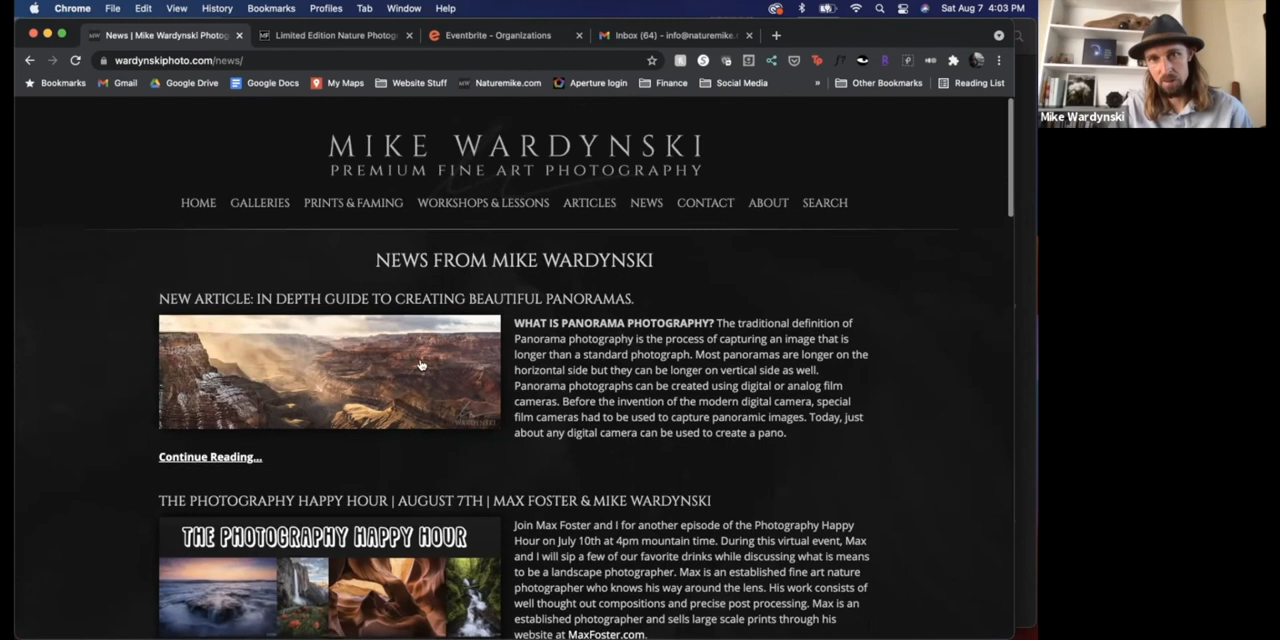 Chrome File Edit View History Bookmarks Profiles Tab Window Help
Sat Aug 7 4:03 PM
News | Mike Wardynski Photog
Limited Edition Nature Photog
Eventbrite - Organizations
Inbox (64) - info@naturemike.
wardynskiphoto.com/news/
Bookmarks Gmail Google Drive Google Docs My Maps Website Stuff Naturemike.com Aperture login Finance Social Media » Other Bookmarks Reading List
Mike Wardynski
MIKE WARDYNSKI
PREMIUM FINE ART PHOTOGRAPHY
HOME GALLERIES PRINTS & FAMING WORKSHOPS & LESSONS ARTICLES NEWS CONTACT ABOUT SEARCH
NEWS FROM MIKE WARDYNSKI
NEW ARTICLE: IN DEPTH GUIDE TO CREATING BEAUTIFUL PANORAMAS.
WHAT IS PANORAMA PHOTOGRAPHY? The traditional definition of
Panorama photography is the process of capturing an image that is
longer than a standard photograph. Most panoramas are longer on the
horizontal side but they can be longer on vertical side as well.
Panorama photographs can be created using digital or analog film
cameras. Before the invention of the modern digital camera, special
film cameras had to be used to capture panoramic images. Today, just
about any digital camera can be used to create a pano.
WARDYNSKI
Continue Reading...
THE PHOTOGRAPHY HAPPY HOUR | AUGUST 7TH | MAX FOSTER & MIKE WARDYNSKI
THE PHOTOGRAPHY HAPPY HOUR
Join Max Foster and I for another episode of the Photography Happy
Hour on July 10th at 4pm mountain time. During this virtual event, Max
and I will sip a few of our favorite drinks while discussing what is means
to be a landscape photographer. Max is an established fine art nature
photographer who knows his way around the lens. His work consists of
well thought out compositions and precise post processing. Max is an
established photographer and sells large scale prints through his
website at MaxFoster.com.